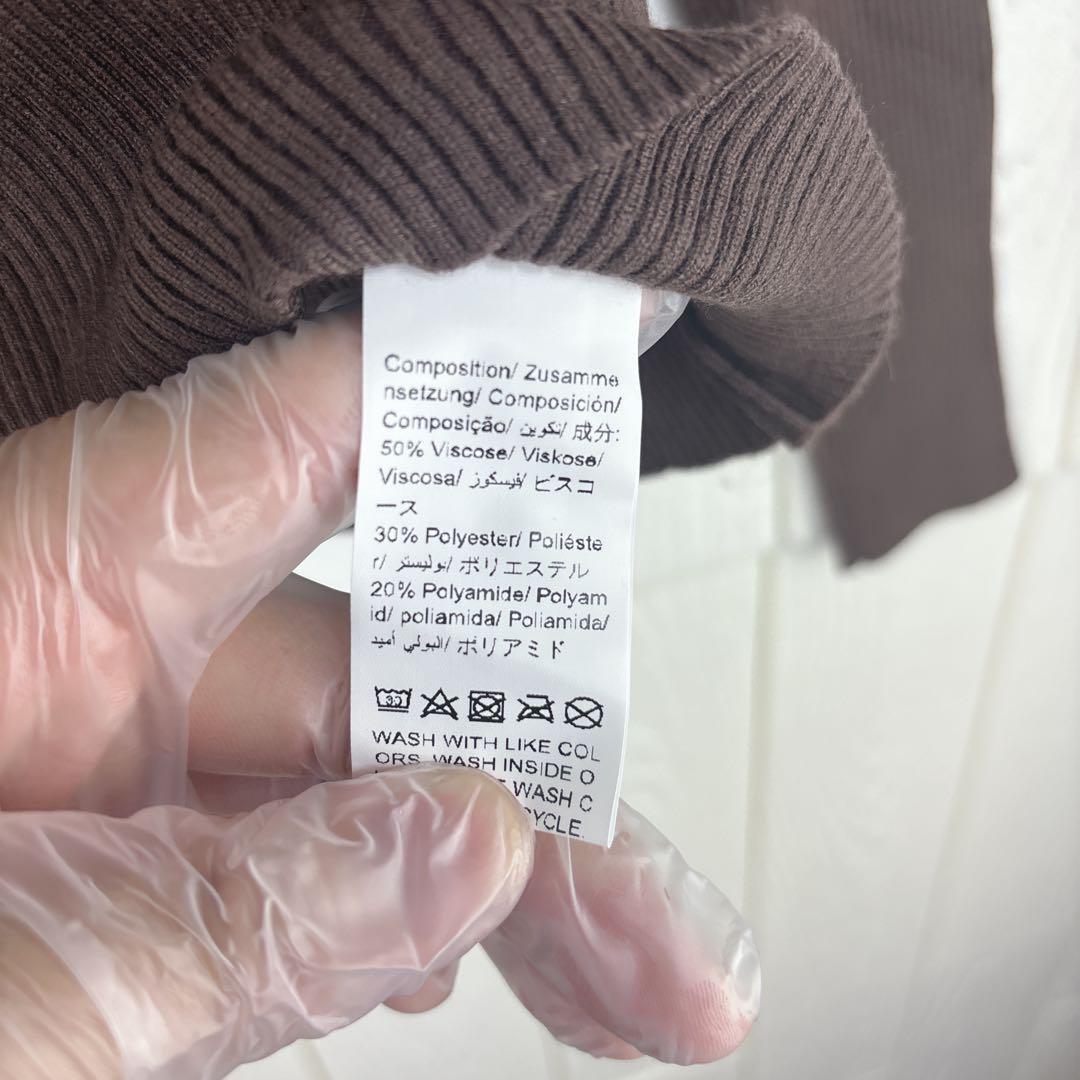 Composition/ Zusamme
nsetzung/ Composición/
Composição/ تكوين/ 成分:
50% Viscose/ Viskose/
Viscosa/ فيسكوز/ ビスコ
ース
30% Polyester/ Poliéste
r/ بوليستر/ ポリエステル
20% Polyamide/ Polyam
id/ poliamida/ Poliamida/
البولي أميد/ ポリアミド
30
WASH WITH LIKE COL
ORS. WASH INSIDE O
WASH C
YCLE.